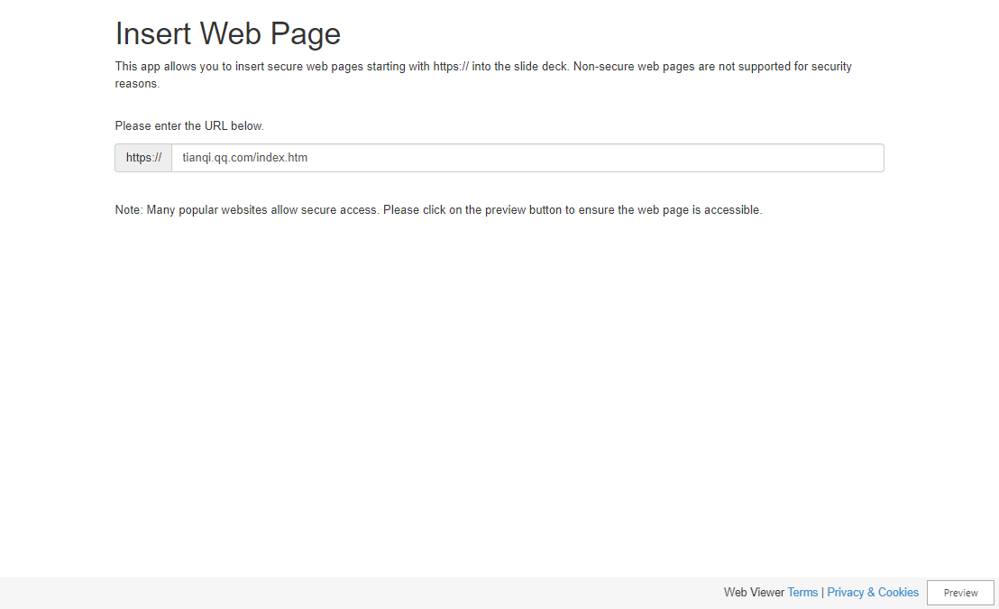 Insert Web Page
This app allows you to insert secure web pages starting with https:// into the slide deck. Non-secure web pages are not supported for security
reasons.
Please enter the URL below.
https:// tianqi.qq.com/index.htm
Note: Many popular websites allow secure access. Please click on the preview button to ensure the web page is accessible.
Web Viewer Terms | Privacy & Cookies Preview